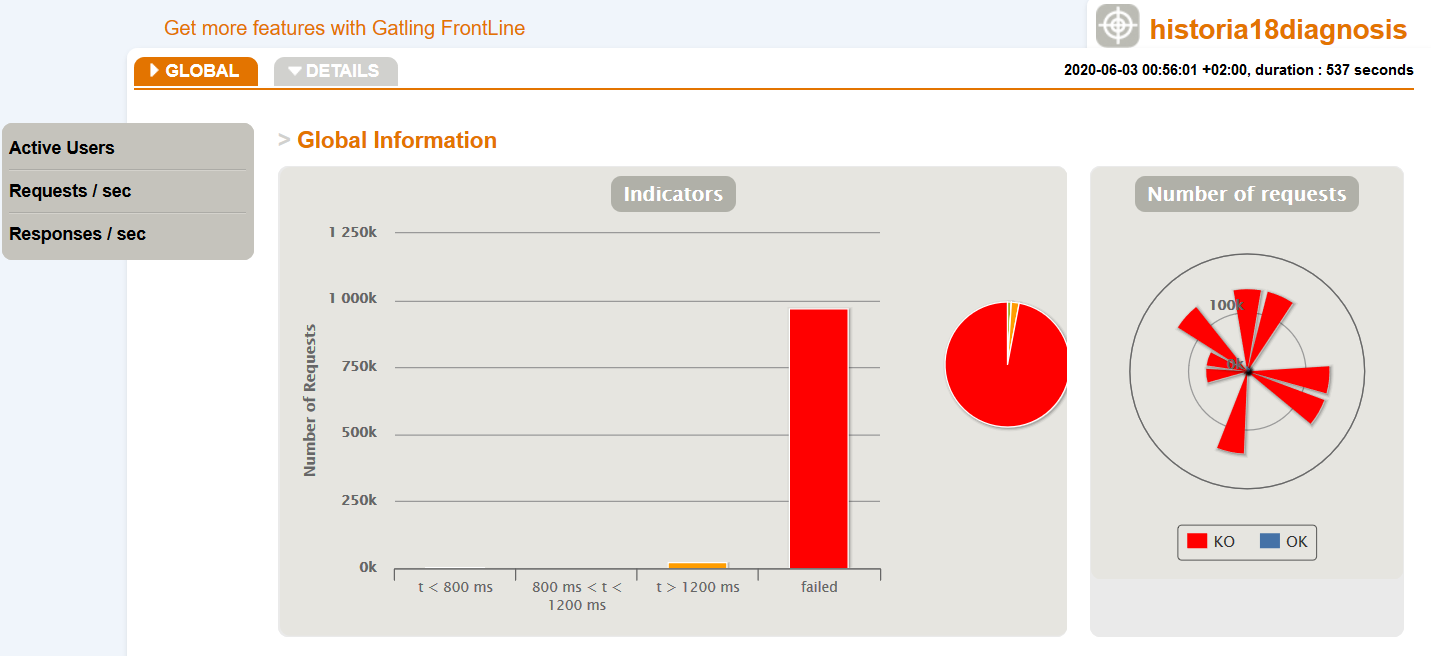 Get more features with Gatling FrontLine
historia18diagnosis
GLOBAL
DETAILS
2020-06-03 00:56:01 +02:00, duration : 537 seconds
Active Users
Requests / sec
Responses / sec
> Global Information
Indicators
Number of Requests
1 250k
1 000k
750k
500k
250k
0k
t < 800 ms
800 ms < t <
1200 ms
t > 1200 ms
failed
Number of requests
100k
0k
KO
OK